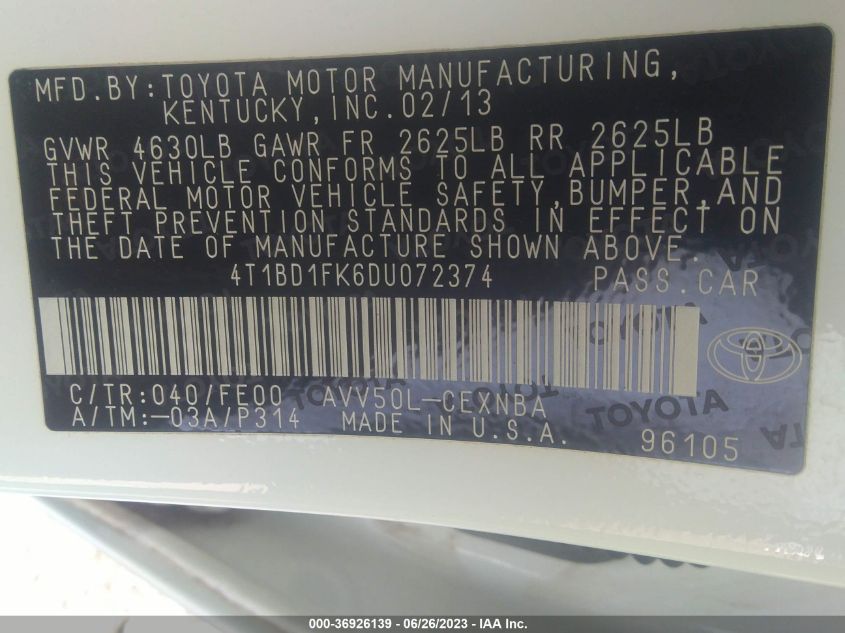 MFD.BY:TOYOTA MOTOR MANUFACTURING,
KENTUCKY,INC.02/13
GVWR 4630LB GAWR FR 2625LB RR 2625LB
THIS VEHICLE CONFORMS TO ALL APPLICABLE
FEDERAL MOTOR VEHICLE SAFETY,BUMPER,AND
THEFT PREVENTION STANDARDS IN EFFECT ON
THE DATE OF MANUFACTURE SHOWN ABOVE.
4T1BD1FK6DU072374 PASS.CAR
C/TR:040/FE00 AVV50L-CEXNBA
A/TM:-03A/P314 MADE IN U.S.A.
TOYOTA
96105
000-36926139 - 06/26/2023 - IAA Inc.